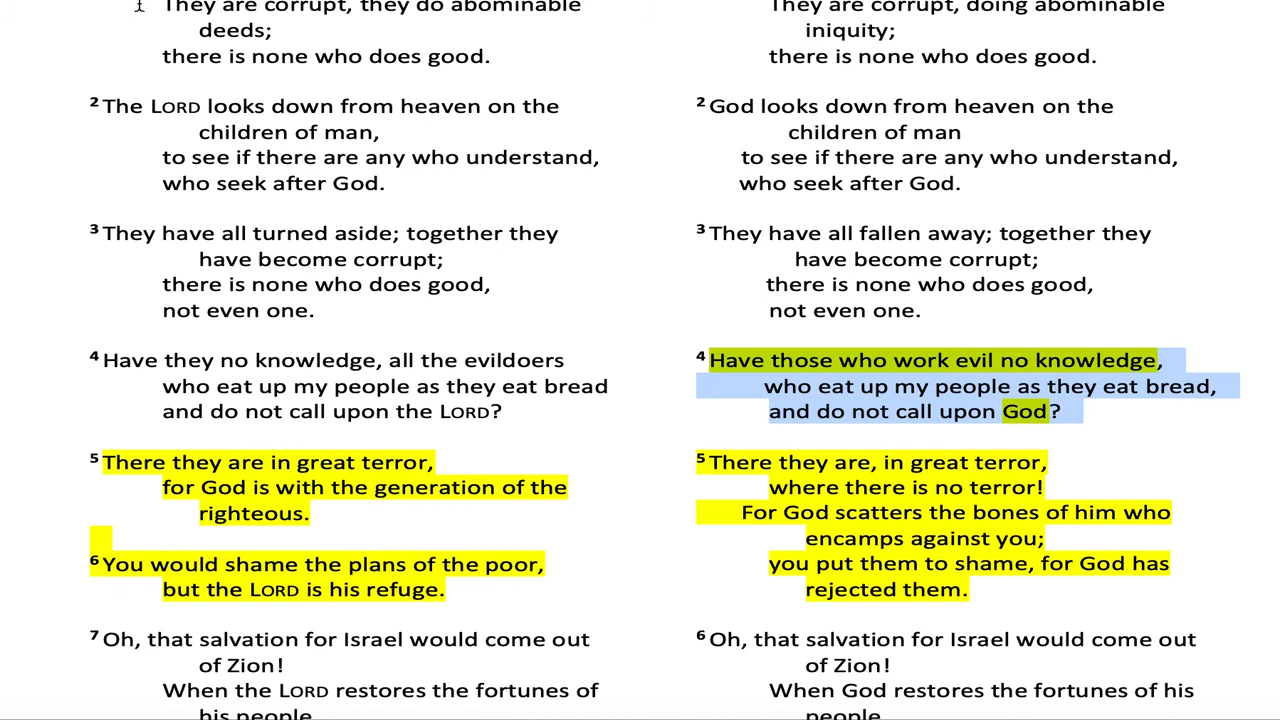 They are corrupt, they do abominable
deeds;
there is none who does good.
2 The LORD looks down from heaven on the
children of man,
to see if there are any who understand,
who seek after God.
3 They have all turned aside; together they
have become corrupt;
there is none who does good,
not even one.
4 Have they no knowledge, all the evildoers
who eat up my people as they eat bread
and do not call upon the LORD?
5 There they are in great terror,
for God is with the generation of the
righteous.
6 You would shame the plans of the poor,
but the LORD is his refuge.
7 Oh, that salvation for Israel would come out
of Zion!
When the LORD restores the fortunes of
his people
They are corrupt, doing abominable
iniquity;
there is none who does good.
2 God looks down from heaven on the
children of man
to see if there are any who understand,
who seek after God.
3 They have all fallen away; together they
have become corrupt;
there is none who does good,
not even one.
4 Have those who work evil no knowledge,
who eat up my people as they eat bread,
and do not call upon God?
5 There they are, in great terror,
where there is no terror!
For God scatters the bones of him who
encamps against you;
you put them to shame, for God has
rejected them.
6 Oh, that salvation for Israel would come out
of Zion!
When God restores the fortunes of his
people